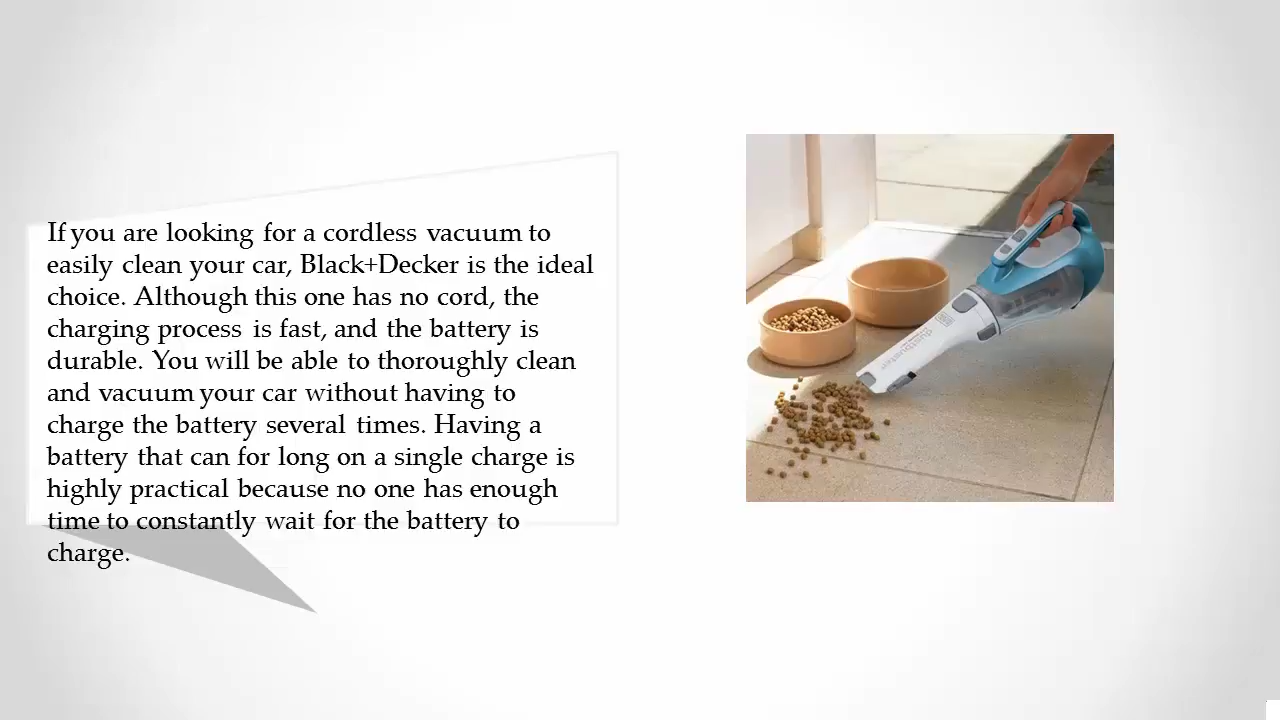 If you are looking for a cordless vacuum to
easily clean your car, Black+Decker is the ideal
choice. Although this one has no cord, the
charging process is fast, and the battery is
durable. You will be able to thoroughly clean
and vacuum your car without having to
charge the battery several times. Having a
battery that can for long on a single charge is
highly practical because no one has enough
time to constantly wait for the battery to
charge.
dustbuster